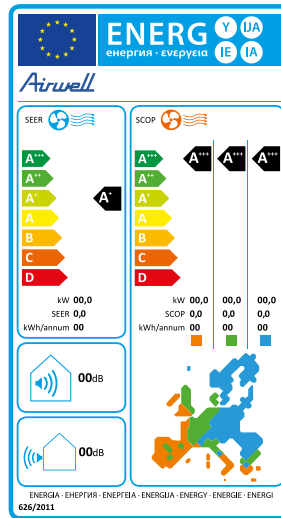 ENERG Y IJA
енергия · ενεργεια IE IA
Airwell
SEER
SCOP
A+++
A++
A+
A
B
C
D
A+
A+++
A++
A+
A
B
C
D
A+++ A+++ A+++
kW 00,0
SEER 0,0
kWh/annum 00
kW 00,0 00,0 00,0
SCOP 0,0 0,0 0,0
kWh/annum 00 00 00
00dB
00dB
ENERGIA · ЕНЕРГИЯ · ΕΝΕΡΓΕΙΑ · ENERGIJA · ENERGY · ENERGIE · ENERGI
626/2011